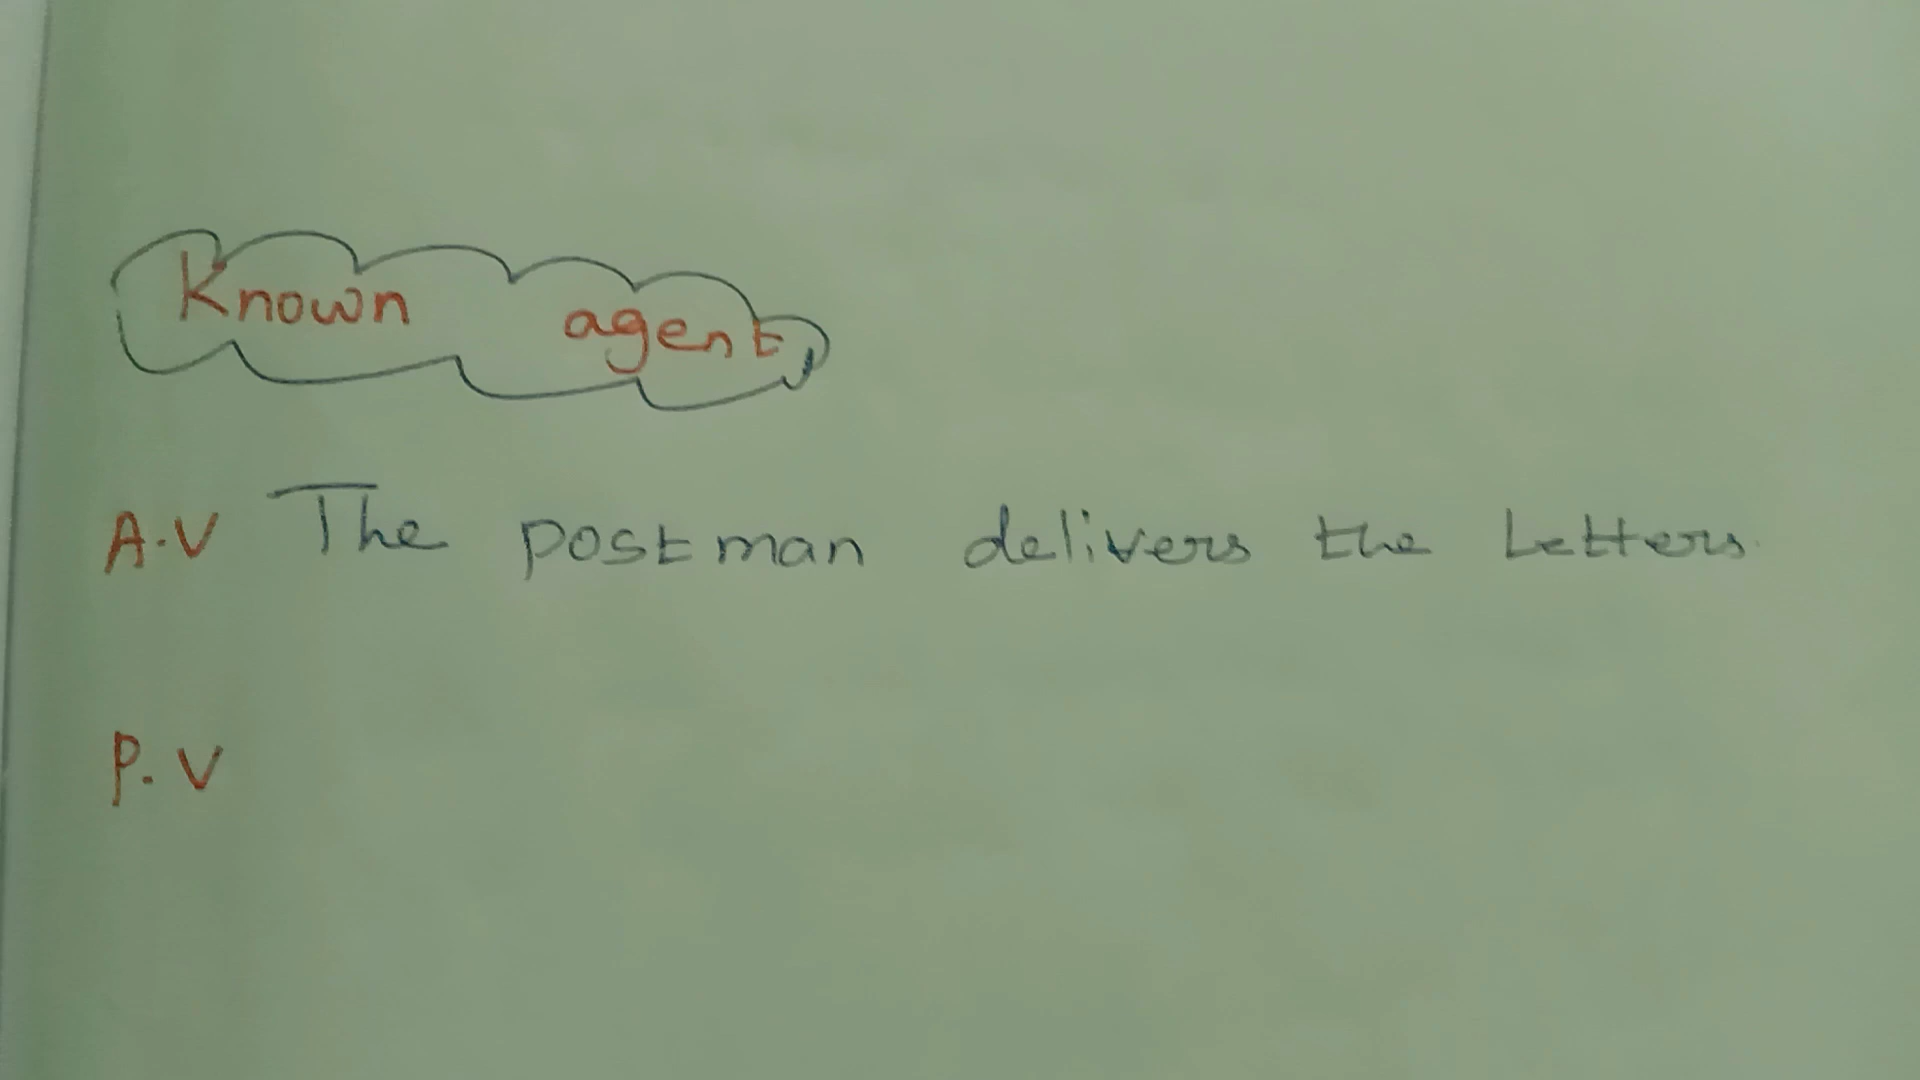 Known agent
A.V The postman delivers the Letters.
P.V